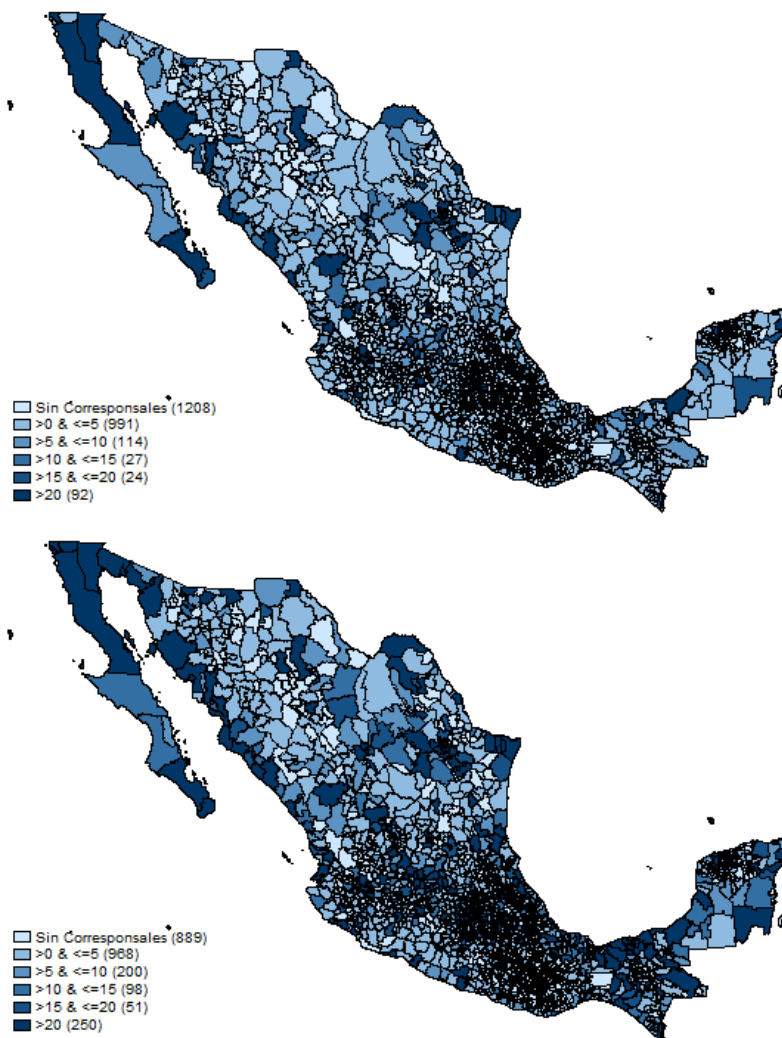 Sin Corresponsales (1208)
>0 & <=5 (991)
>5 & <=10 (114)
>10 & <=15 (27)
>15 & <=20 (24)
>20 (92)
Sin Corresponsales (889)
>0 & <=5 (968)
>5 & <=10 (200)
>10 & <=15 (98)
>15 & <=20 (51)
>20 (250)